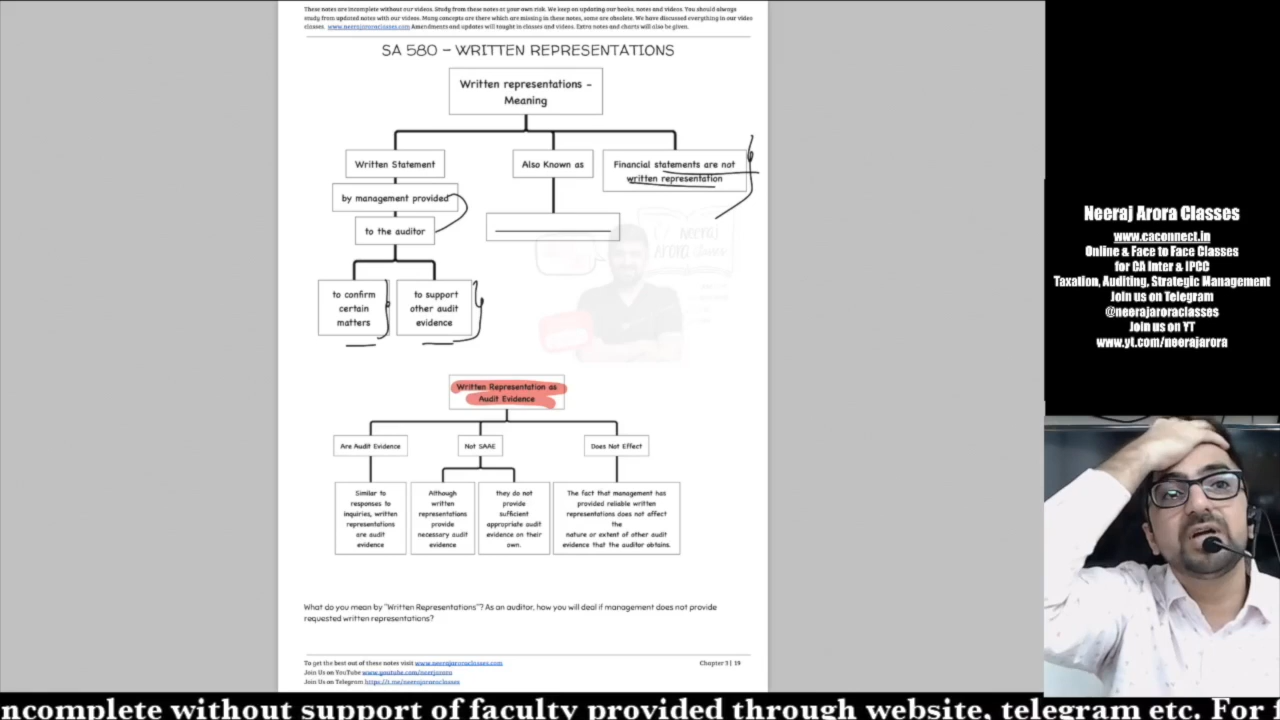 These notes are incomplete without our videos. Study from these notes at your own risk. We keep on updating our books, notes and videos. You should always
study from updated notes with our videos. Many concepts are there which are missing in these notes, some are obsolete. We have discussed everything in our video
classes. www.neerajaroraclasses.com Amendments and updates will taught in classes and videos. Extra notes and charts will also be given.
SA 580 – WRITTEN REPRESENTATIONS
Written representations –
Meaning
Written Statement
by management provided
to the auditor
to confirm
certain
matters
to support
other audit
evidence
Also Known as
Financial statements are not
written representation
NEERAJ
ARORA classes
Written Representation as
Audit Evidence
Are Audit Evidence
Similar to
responses to
inquiries, written
representations
are audit
evidence
Not SAAE
Although
written
representations
provide
necessary audit
evidence
they do not
provide
sufficient
appropriate audit
evidence on their
own.
Does Not Effect
The fact that management has
provided reliable written
representations does not affect
the
nature or extent of other audit
evidence that the auditor obtains.
What do you mean by "Written Representations"? As an auditor, how you will deal if management does not provide
requested written representations?
To get the best out of these notes visit www.neerajaroraclasses.com
Join Us on YouTube www.youtube.com/neerjarora
Join Us on Telegram https://t.me/neerajaroraclasses
Chapter 3 | 19
Neeraj Arora Classes
www.caconnect.in
Online & Face to Face Classes
for CA Inter & IPCC
Taxation, Auditing, Strategic Management
Join us on Telegram
@neerajaroraclasses
Join us on YT
www.yt.com/neerajarora
complete without support of faculty provided through website, telegram etc. For